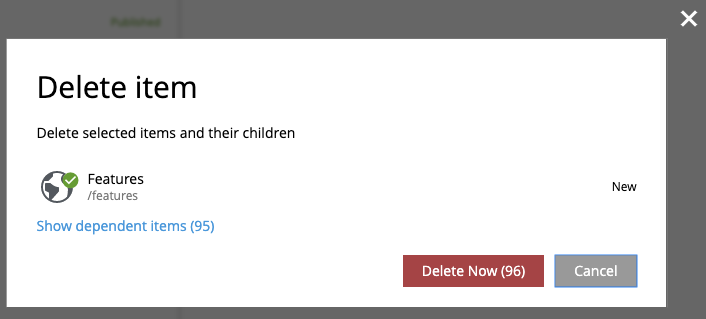 Published
Delete item
Delete selected items and their children
Features
/features
New
Show dependent items (95)
Delete Now (96)
Cancel